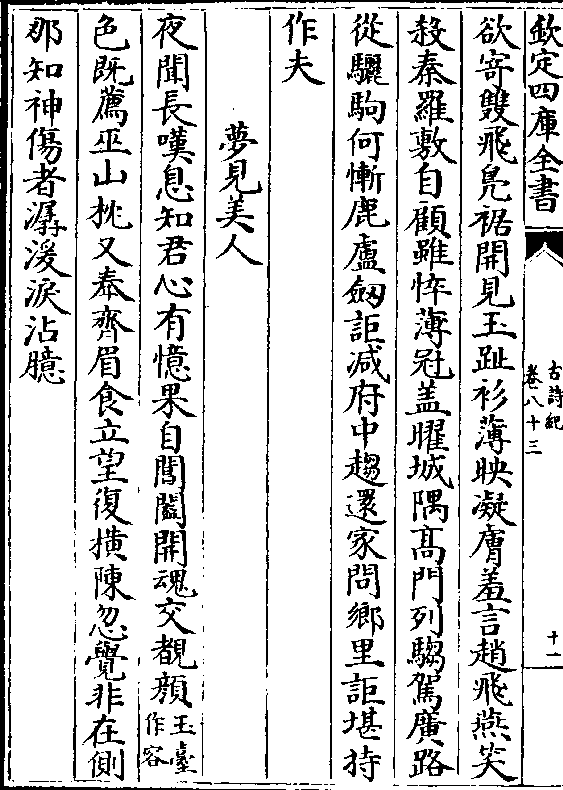 欽定四庫全書
古詩紀
卷八十三
十一
欲寄雙飛鳧裾開見玉趾衫薄映凝膚羞言趙飛燕笑
殺秦羅敷自顧雖悴薄冠蓋曜城隅高門列騶駕廣路
從驪駒何慚鹿盧劒詎減府中趨還家問鄉里詎堪持
作夫
夢見美人
夜聞長嘆息知君心有憶果自閶闔開魂交覩顔玉臺作容
色既薦巫山枕又奉齊眉食立望復横陳忽覺非在側
那知神傷者潺湲淚沾臆